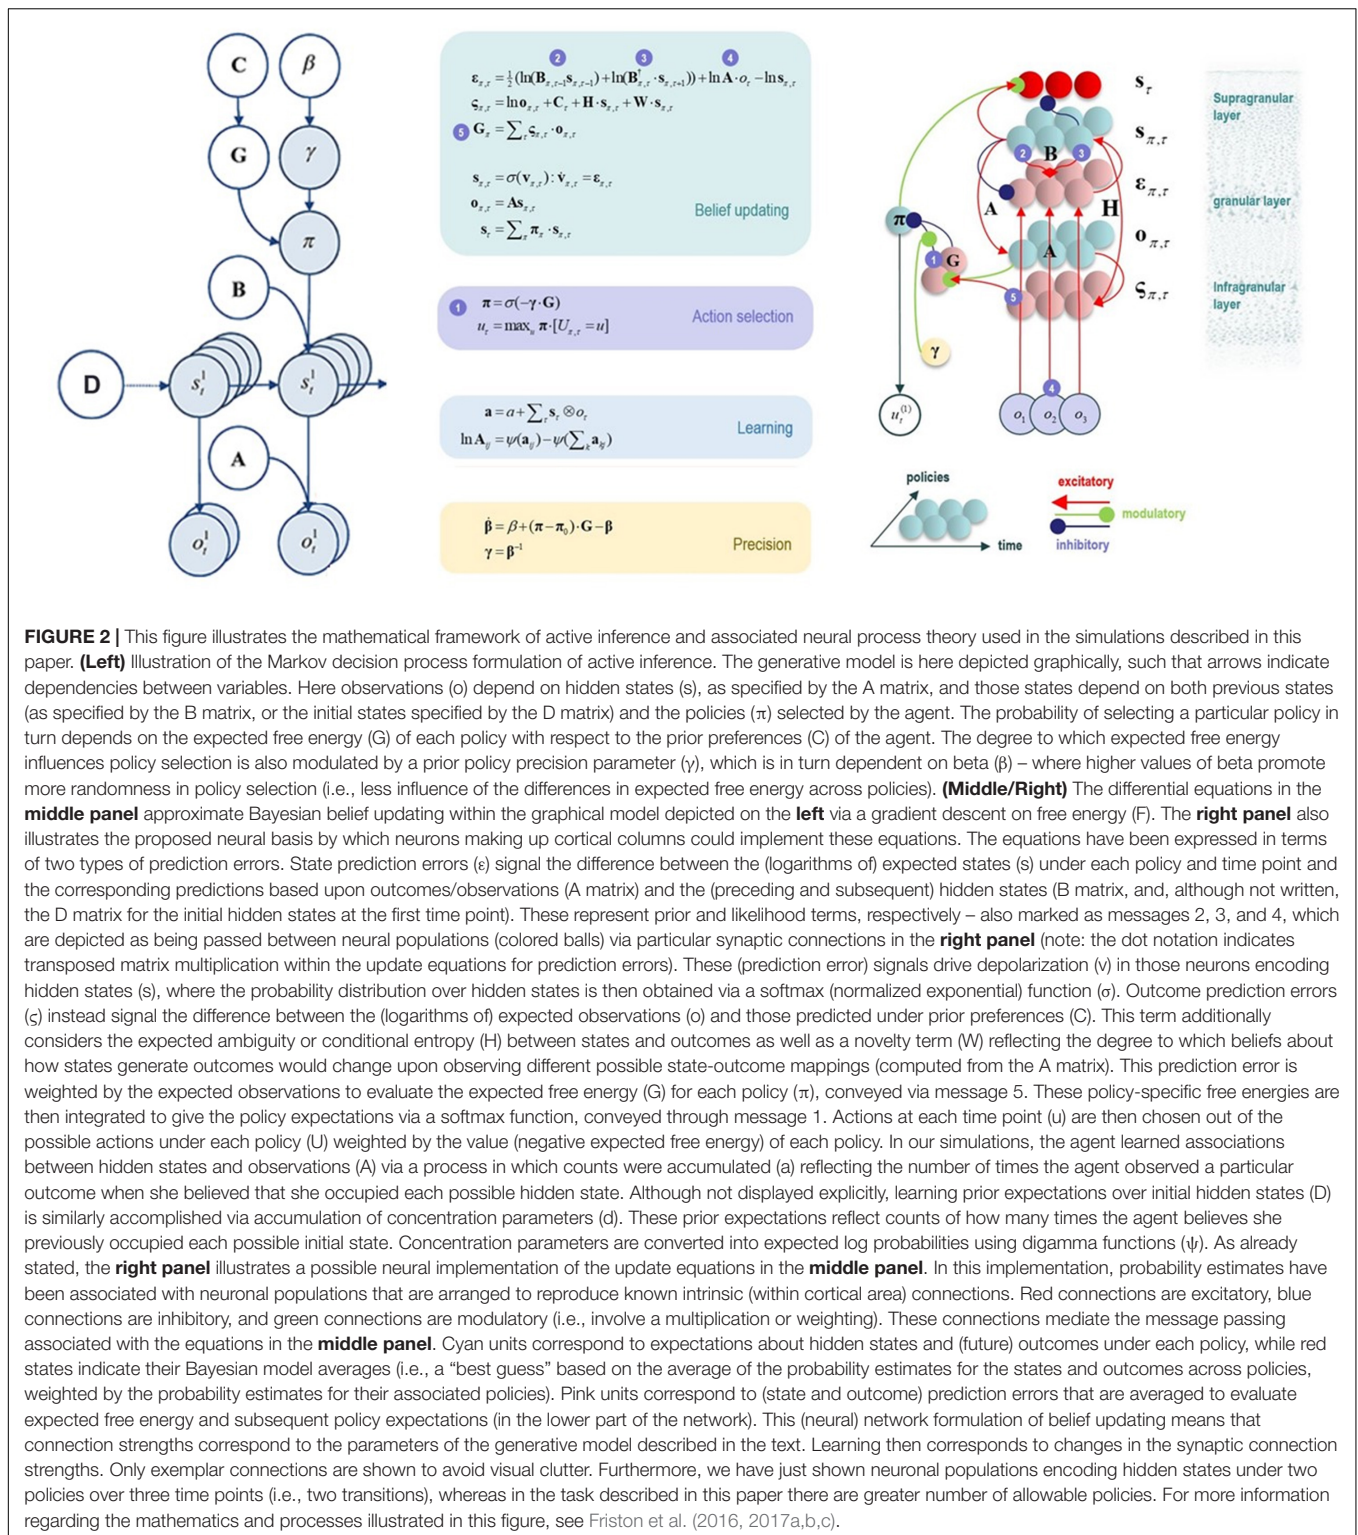 C
β
G
γ
π
B
D
s_t^1
s_t^1
A
o_t^1
o_t^1
2 3 4
ε_{π,τ} = ½(ln(B_{π,τ−1}s_{π,τ−1}) + ln(B^†_{π,τ} · s_{π,τ+1})) + ln A · o_τ − ln s_{π,τ}
ς_{π,τ} = ln o_{π,τ} + C_τ + H · s_{π,τ} + W · s_{π,τ}
5 G_π = ∑_τ ς_{π,τ} · o_{π,τ}
s_{π,τ} = σ(v_{π,τ}) : v̇_{π,τ} = ε_{π,τ}
o_{π,τ} = As_{π,τ}
s_τ = ∑_π π_π · s_{π,τ}
Belief updating
1 π = σ(−γ · G)
u_τ = max_u π · [U_{π,τ} = u]
Action selection
a = a + ∑_τ s_τ ⊗ o_τ
ln A_{ij} = ψ(a_{ij}) − ψ(∑_k a_{kj})
Learning
β̇ = β + (π − π_0) · G − β
γ = β^{−1}
Precision
s_τ
s_{π,τ}
2 B 3
ε_{π,τ}
A
H
π
o_{π,τ}
1 G
A
ς_{π,τ}
5
γ
4
u_τ^{(1)}
o_1 o_2 o_3
Supragranular
layer
granular layer
Infragranular
layer
policies
time
excitatory
modulatory
inhibitory
FIGURE 2 | This figure illustrates the mathematical framework of active inference and associated neural process theory used in the simulations described in this
paper. (Left) Illustration of the Markov decision process formulation of active inference. The generative model is here depicted graphically, such that arrows indicate
dependencies between variables. Here observations (o) depend on hidden states (s), as specified by the A matrix, and those states depend on both previous states
(as specified by the B matrix, or the initial states specified by the D matrix) and the policies (π) selected by the agent. The probability of selecting a particular policy in
turn depends on the expected free energy (G) of each policy with respect to the prior preferences (C) of the agent. The degree to which expected free energy
influences policy selection is also modulated by a prior policy precision parameter (γ), which is in turn dependent on beta (β) – where higher values of beta promote
more randomness in policy selection (i.e., less influence of the differences in expected free energy across policies). (Middle/Right) The differential equations in the
middle panel approximate Bayesian belief updating within the graphical model depicted on the left via a gradient descent on free energy (F). The right panel also
illustrates the proposed neural basis by which neurons making up cortical columns could implement these equations. The equations have been expressed in terms
of two types of prediction errors. State prediction errors (ε) signal the difference between the (logarithms of) expected states (s) under each policy and time point and
the corresponding predictions based upon outcomes/observations (A matrix) and the (preceding and subsequent) hidden states (B matrix, and, although not written,
the D matrix for the initial hidden states at the first time point). These represent prior and likelihood terms, respectively – also marked as messages 2, 3, and 4, which
are depicted as being passed between neural populations (colored balls) via particular synaptic connections in the right panel (note: the dot notation indicates
transposed matrix multiplication within the update equations for prediction errors). These (prediction error) signals drive depolarization (v) in those neurons encoding
hidden states (s), where the probability distribution over hidden states is then obtained via a softmax (normalized exponential) function (σ). Outcome prediction errors
(ς) instead signal the difference between the (logarithms of) expected observations (o) and those predicted under prior preferences (C). This term additionally
considers the expected ambiguity or conditional entropy (H) between states and outcomes as well as a novelty term (W) reflecting the degree to which beliefs about
how states generate outcomes would change upon observing different possible state-outcome mappings (computed from the A matrix). This prediction error is
weighted by the expected observations to evaluate the expected free energy (G) for each policy (π), conveyed via message 5. These policy-specific free energies are
then integrated to give the policy expectations via a softmax function, conveyed through message 1. Actions at each time point (u) are then chosen out of the
possible actions under each policy (U) weighted by the value (negative expected free energy) of each policy. In our simulations, the agent learned associations
between hidden states and observations (A) via a process in which counts were accumulated (a) reflecting the number of times the agent observed a particular
outcome when she believed that she occupied each possible hidden state. Although not displayed explicitly, learning prior expectations over initial hidden states (D)
is similarly accomplished via accumulation of concentration parameters (d). These prior expectations reflect counts of how many times the agent believes she
previously occupied each possible initial state. Concentration parameters are converted into expected log probabilities using digamma functions (ψ). As already
stated, the right panel illustrates a possible neural implementation of the update equations in the middle panel. In this implementation, probability estimates have
been associated with neuronal populations that are arranged to reproduce known intrinsic (within cortical area) connections. Red connections are excitatory, blue
connections are inhibitory, and green connections are modulatory (i.e., involve a multiplication or weighting). These connections mediate the message passing
associated with the equations in the middle panel. Cyan units correspond to expectations about hidden states and (future) outcomes under each policy, while red
states indicate their Bayesian model averages (i.e., a “best guess” based on the average of the probability estimates for the states and outcomes across policies,
weighted by the probability estimates for their associated policies). Pink units correspond to (state and outcome) prediction errors that are averaged to evaluate
expected free energy and subsequent policy expectations (in the lower part of the network). This (neural) network formulation of belief updating means that
connection strengths correspond to the parameters of the generative model described in the text. Learning then corresponds to changes in the synaptic connection
strengths. Only exemplar connections are shown to avoid visual clutter. Furthermore, we have just shown neuronal populations encoding hidden states under two
policies over three time points (i.e., two transitions), whereas in the task described in this paper there are greater number of allowable policies. For more information
regarding the mathematics and processes illustrated in this figure, see Friston et al. (2016, 2017a,b,c).